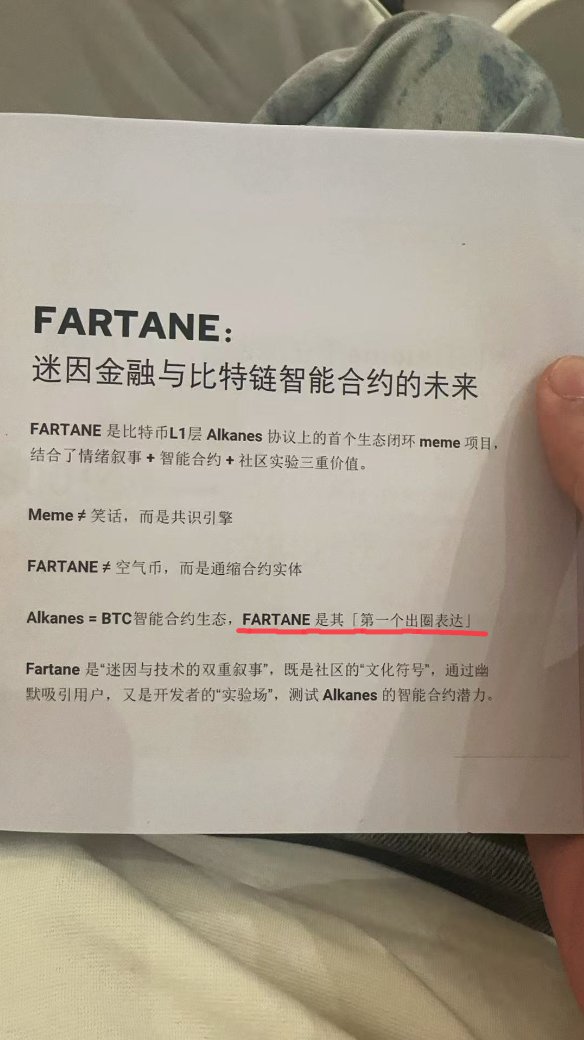 FARTANE：
迷因金融与比特链智能合约的未来
FARTANE 是比特币L1层 Alkanes 协议上的首个生态闭环 meme 项目，
结合了情绪叙事 + 智能合约 + 社区实验三重价值。
Meme ≠ 笑话，而是共识引擎
FARTANE ≠ 空气币，而是通缩合约实体
Alkanes = BTC智能合约生态，FARTANE 是其「第一个出圈表达」
Fartane 是“迷因与技术的双重叙事”，既是社区的“文化符号”，通过幽
默吸引用户，又是开发者的“实验场”，测试 Alkanes 的智能合约潜力。